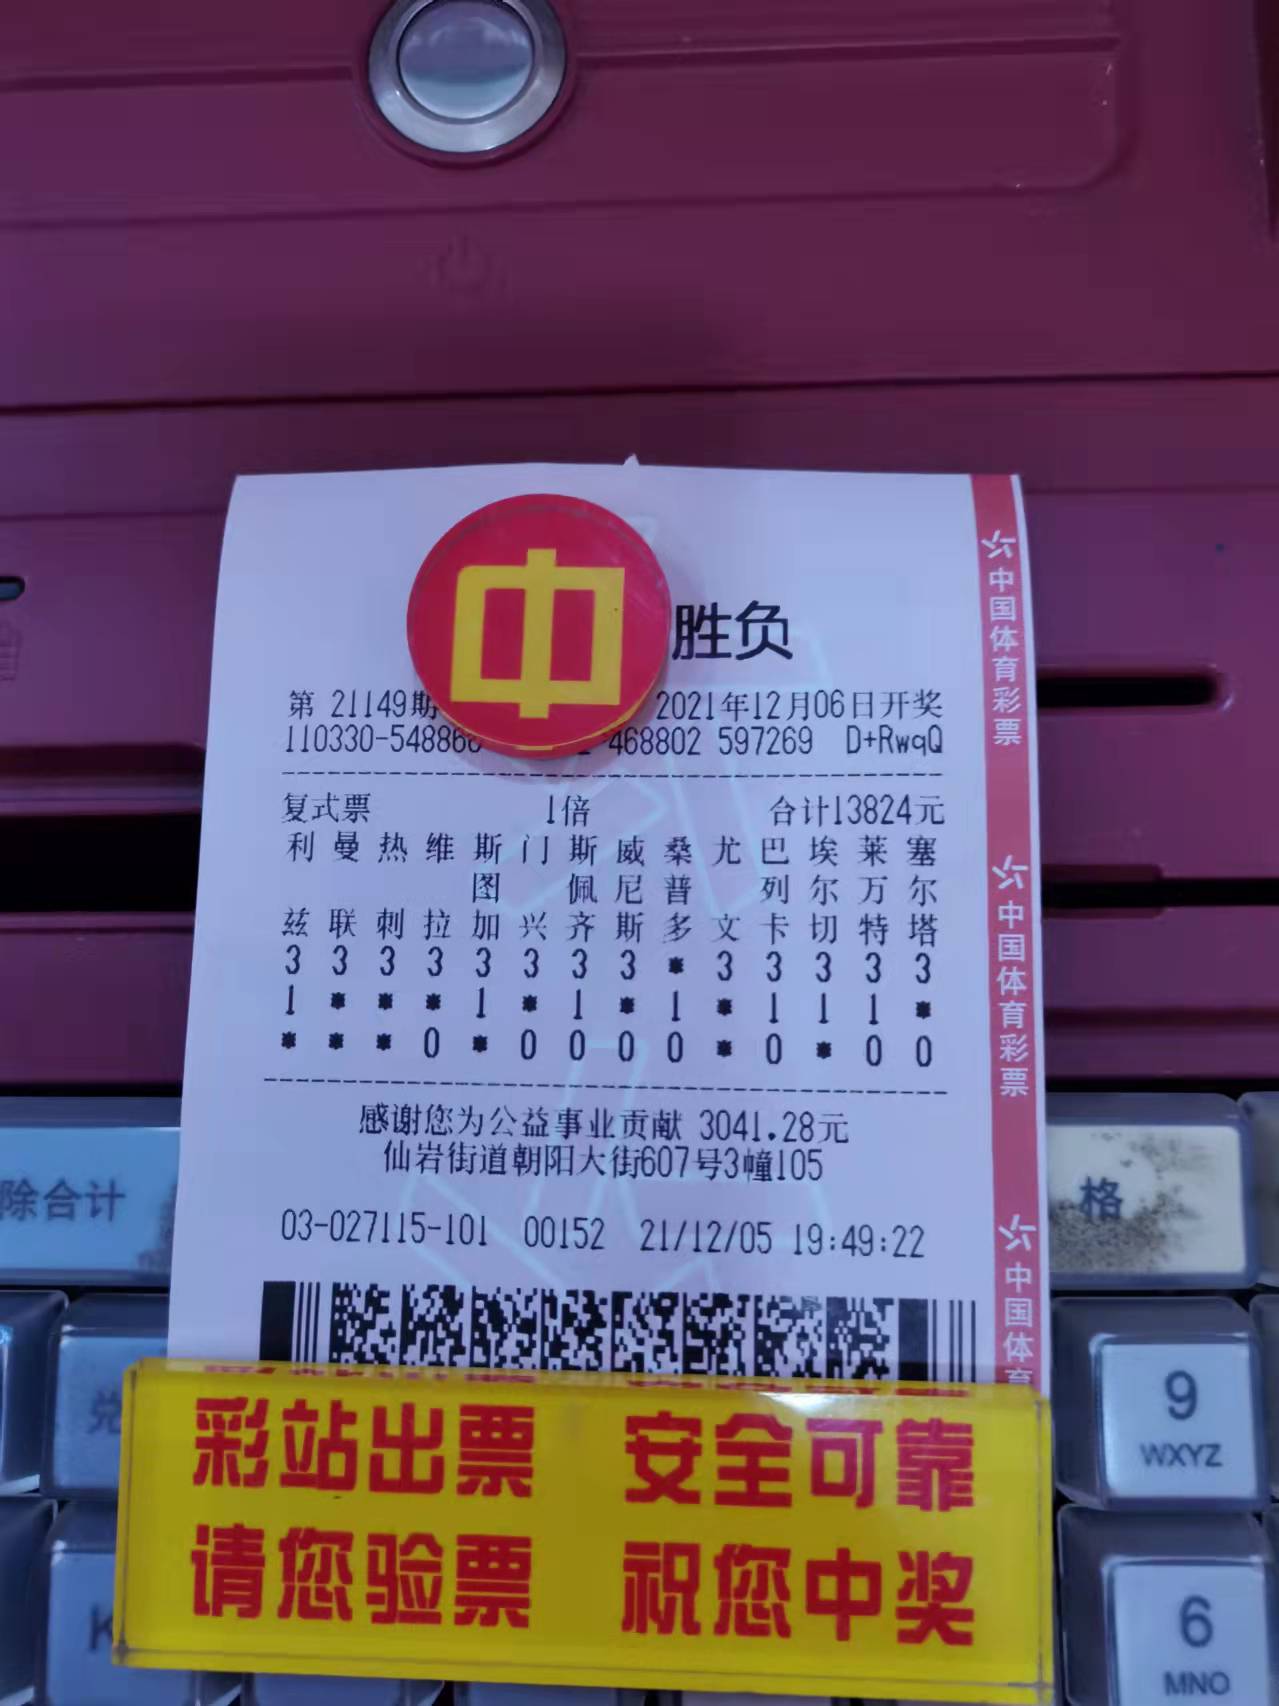 中
胜负
第 21149期 2021年12月06日开奖
110330-54886 468802 597269 D+RwqQ
复式票 1倍 合计13824元
利 曼 热 维 斯 门 斯 威 桑 尤 巴 埃 莱 塞
图 佩 尼 普 列 尔 万 尔
兹 联 刺 拉 加 兴 齐 斯 多 文 卡 切 特 塔
3 3 3 3 3 3 3 3 * 3 3 3 3 3
1 * * * 1 * 1 * 1 * 1 1 1 *
* * * 0 * 0 0 0 0 * 0 * 0 0
感谢您为公益事业贡献 3041.28元
仙岩街道朝阳大街607号3幢105
03-027115-101 00152 21/12/05 19:49:22
中国体育彩票
中国体育彩票
中国体育
彩站出票 安全可靠
请您验票 祝您中奖
除合计
格
兑
K
9
WXYZ
6
MNO